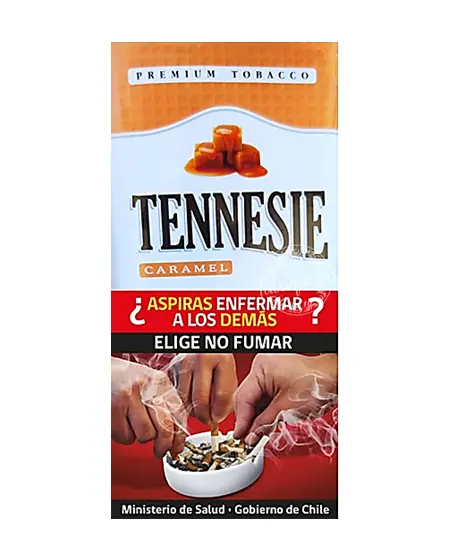 PREMIUM TOBACCO
TENNESIE
CARAMEL
¿ASPIRAS ENFERMAR
A LOS DEMÁS?
ELIGE NO FUMAR
Ministerio de Salud • Gobierno de Chile